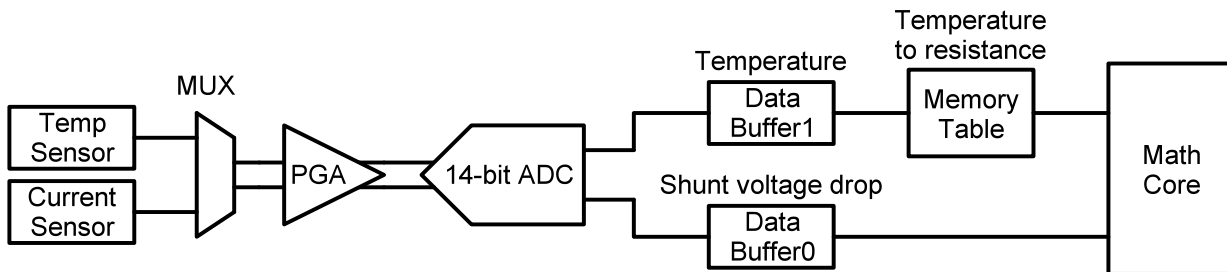 Temp
Sensor
Current
Sensor
MUX
PGA
14-bit ADC
Temperature
Data
Buffer1
Shunt voltage drop
Data
Buffer0
Temperature
to resistance
Memory
Table
Math
Core